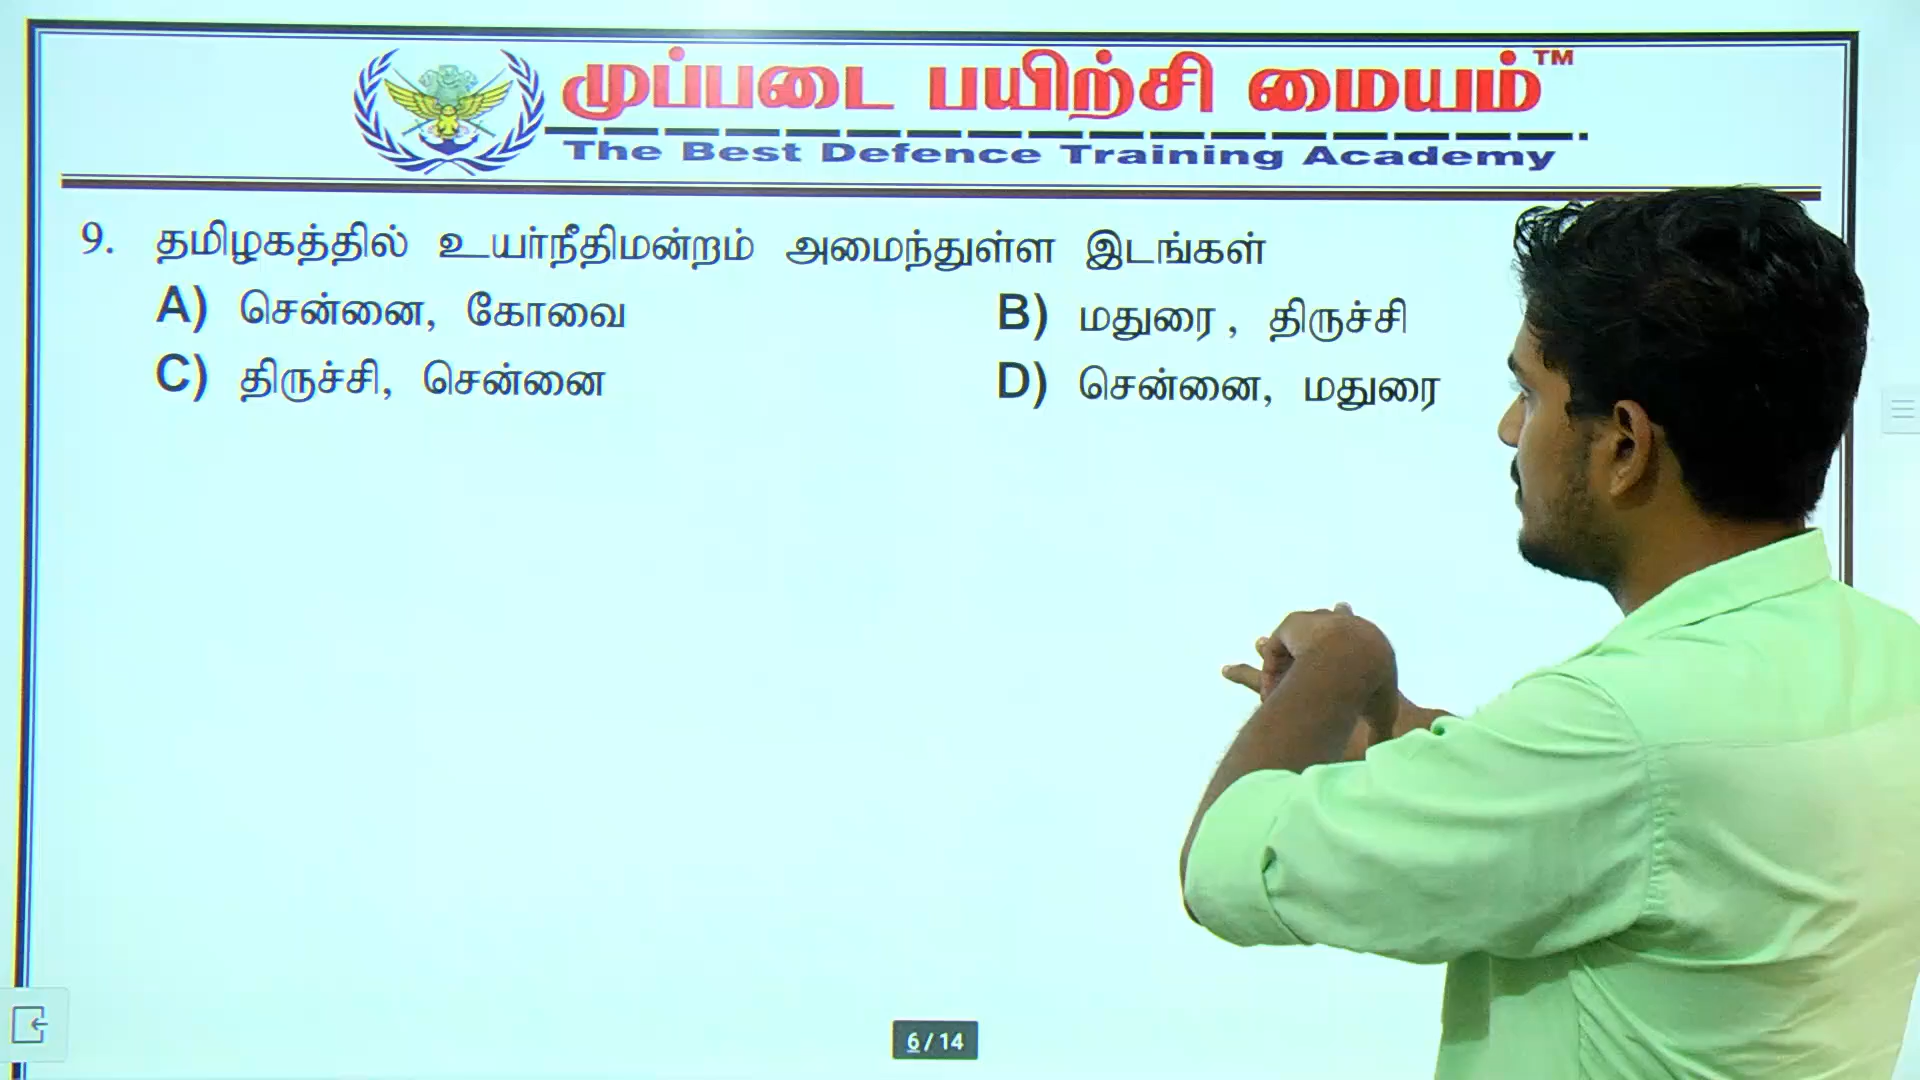 முப்படை பயிற்சி மையம்™
The Best Defence Training Academy
9. தமிழகத்தில் உயர்நீதிமன்றம் அமைந்துள்ள இடங்கள்
A) சென்னை, கோவை
B) மதுரை, திருச்சி
C) திருச்சி, சென்னை
D) சென்னை, மதுரை
6 / 14